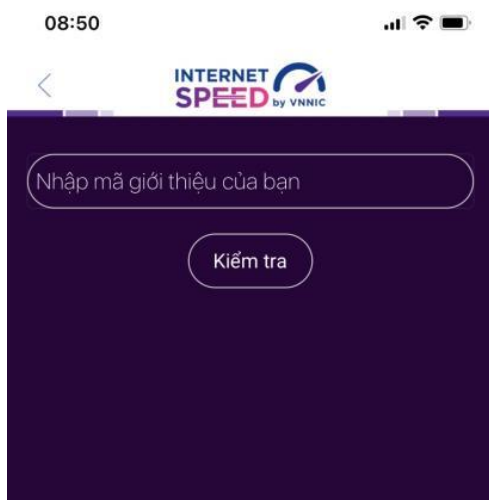 08:50
INTERNET
SPEED by VNNIC
Nhập mã giới thiệu của bạn
Kiểm tra